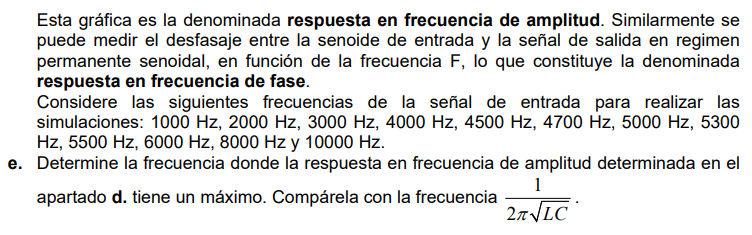 Esta gráfica es la denominada respuesta en frecuencia de amplitud. Similarmente se
puede medir el desfasaje entre la senoide de entrada y la señal de salida en regimen
permanente senoidal, en función de la frecuencia F, lo que constituye la denominada
respuesta en frecuencia de fase.
Considere las siguientes frecuencias de la señal de entrada para realizar las
simulaciones: 1000 Hz, 2000 Hz, 3000 Hz, 4000 Hz, 4500 Hz, 4700 Hz, 5000 Hz, 5300
Hz, 5500 Hz, 6000 Hz, 8000 Hz y 10000 Hz.
e. Determine la frecuencia donde la respuesta en frecuencia de amplitud determinada en el
apartado d. tiene un máximo. Compárela con la frecuencia 1/(2π√LC) .